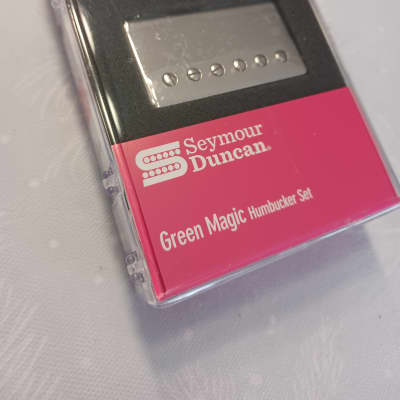 Seymour
Duncan®
Green Magic Humbucker Set